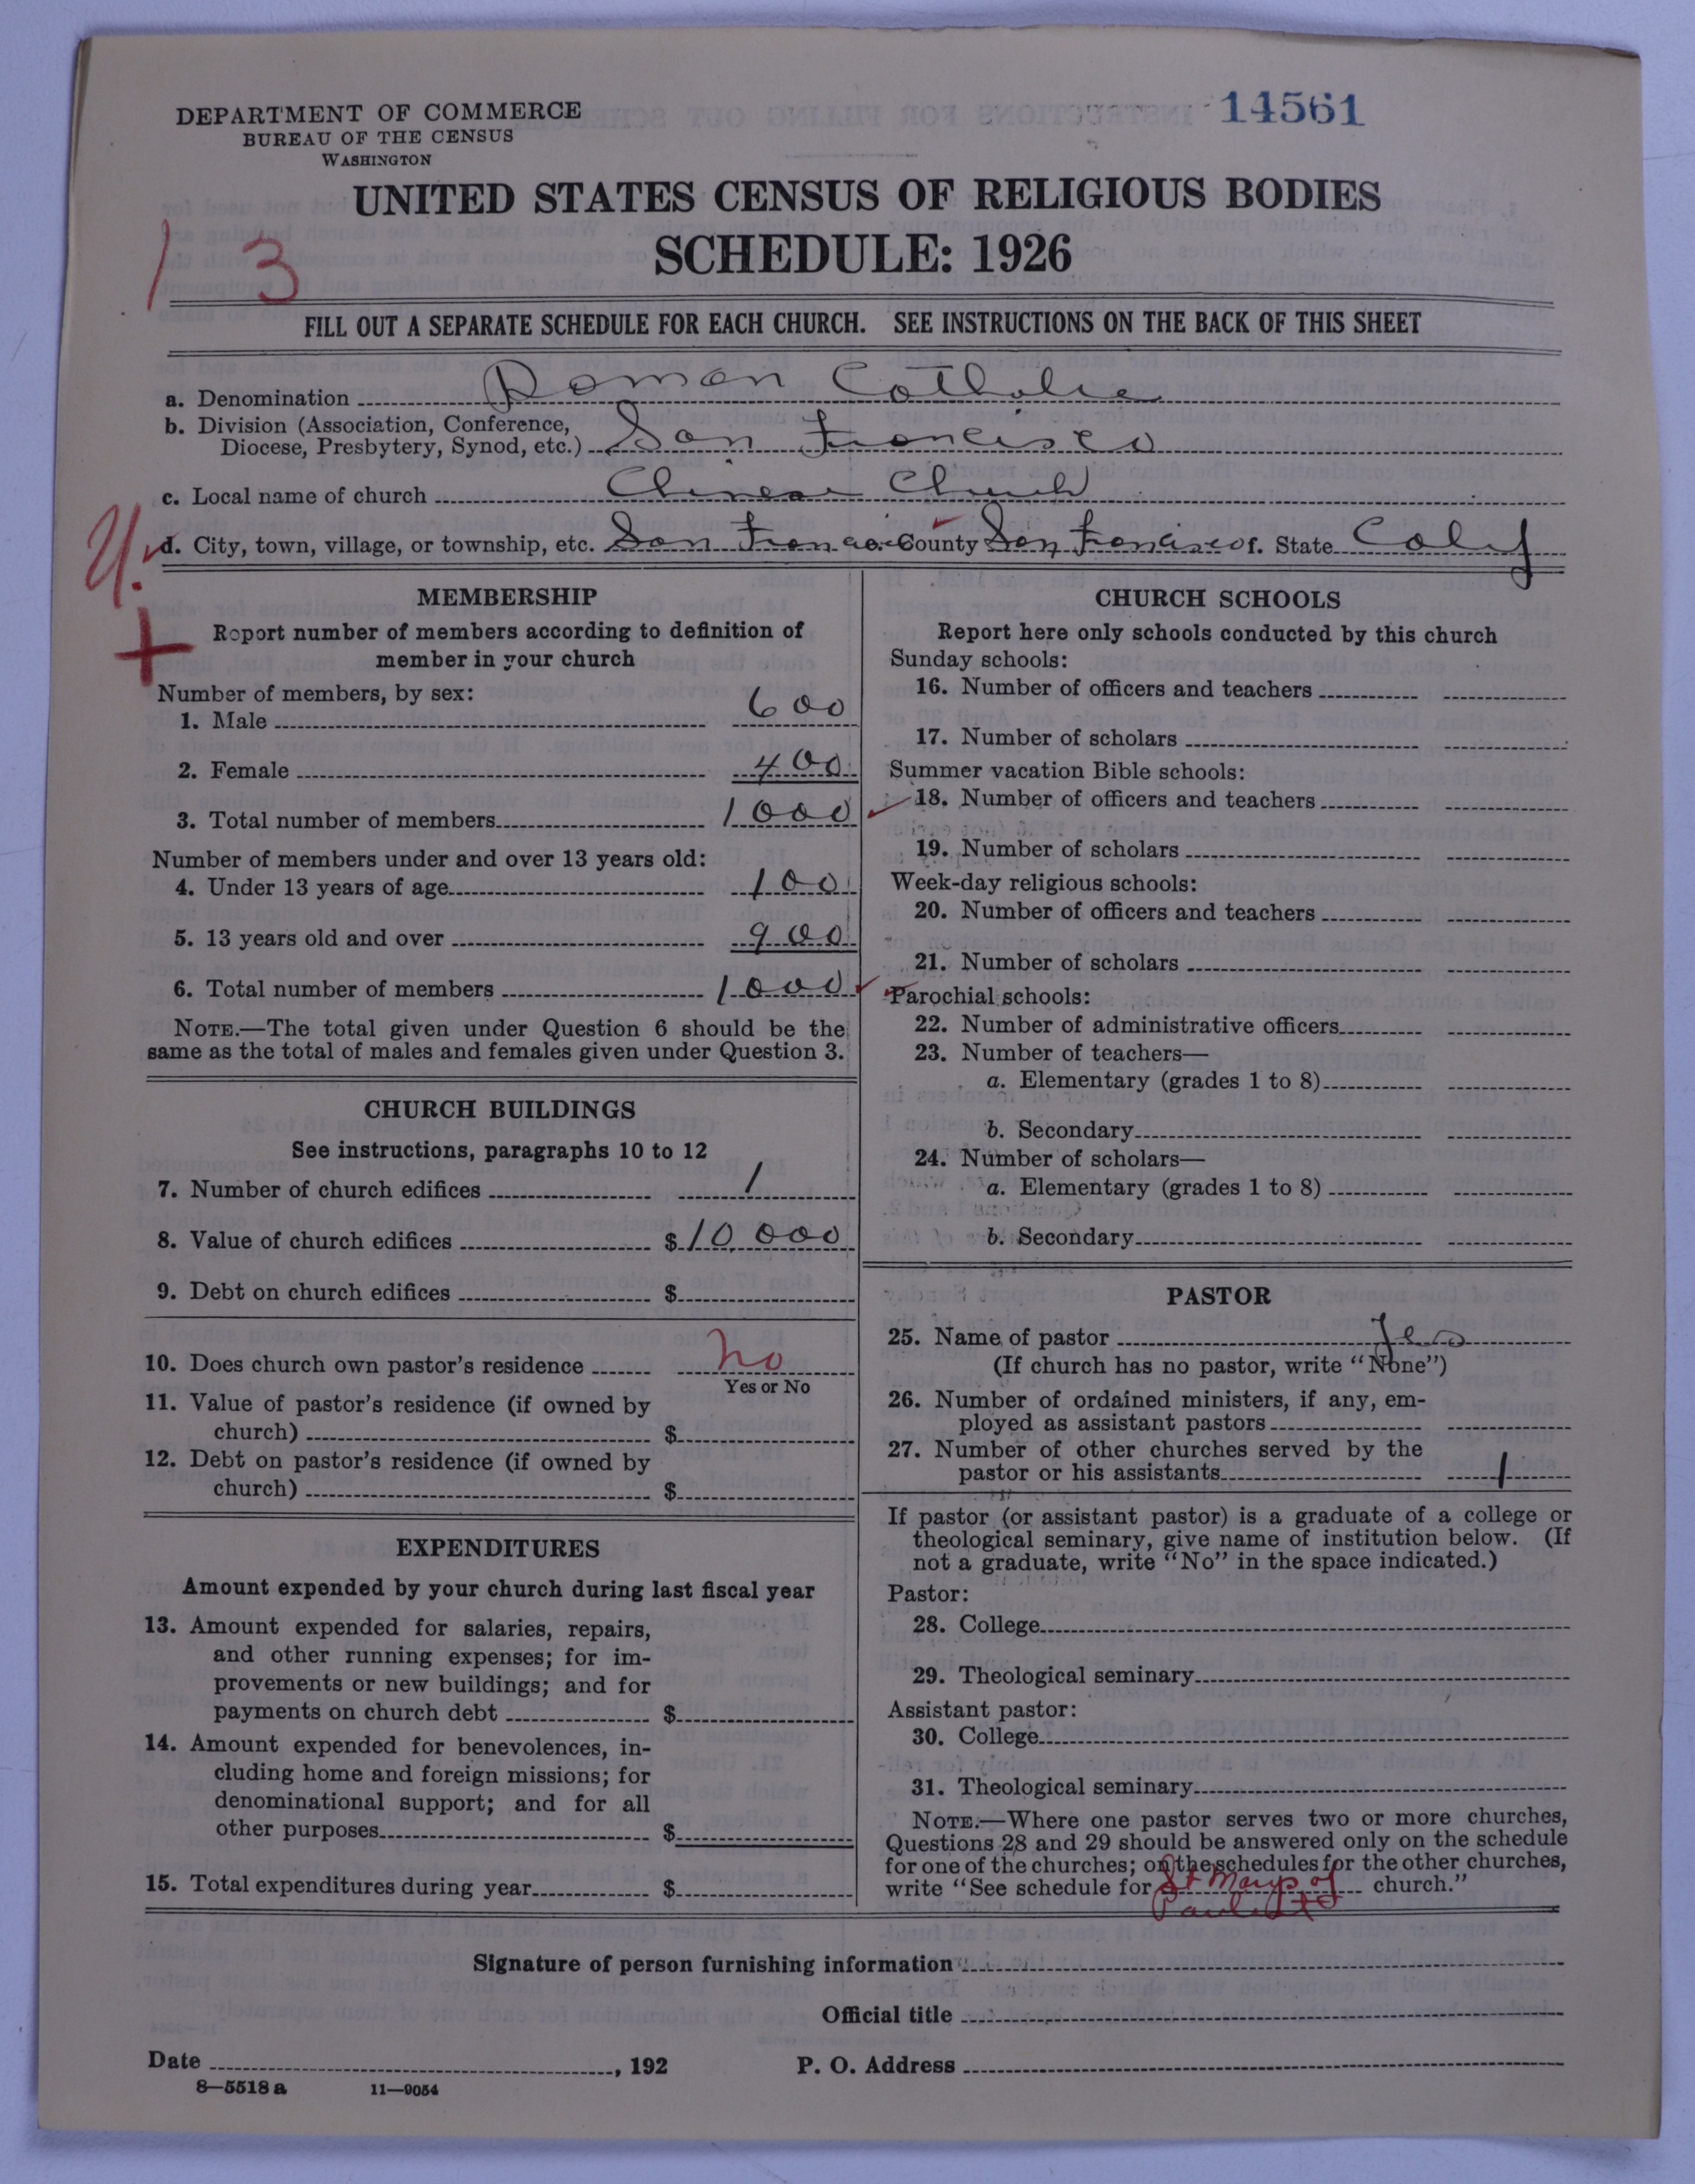 DEPARTMENT OF COMMERCE
BUREAU OF THE CENSUS
WASHINGTON
14561
UNITED STATES CENSUS OF RELIGIOUS BODIES
SCHEDULE: 1926
1 3
FILL OUT A SEPARATE SCHEDULE FOR EACH CHURCH. SEE INSTRUCTIONS ON THE BACK OF THIS SHEET
a. Denomination Roman Catholic
b. Division (Association, Conference,
Diocese, Presbytery, Synod, etc.) San Francisco
c. Local name of church Chinese Church
d. City, town, village, or township, etc. San Francisco e. County San Francisco f. State Calif
MEMBERSHIP
Report number of members according to definition of
member in your church
Number of members, by sex:
1. Male 600
2. Female 400
3. Total number of members 1000
Number of members under and over 13 years old:
4. Under 13 years of age 100
5. 13 years old and over 900
6. Total number of members 1000
NOTE.—The total given under Question 6 should be the
same as the total of males and females given under Question 3.
CHURCH BUILDINGS
See instructions, paragraphs 10 to 12
7. Number of church edifices 1
8. Value of church edifices $10,000
9. Debt on church edifices $
10. Does church own pastor's residence No
Yes or No
11. Value of pastor's residence (if owned by
church) $
12. Debt on pastor's residence (if owned by
church) $
EXPENDITURES
Amount expended by your church during last fiscal year
13. Amount expended for salaries, repairs,
and other running expenses; for im-
provements or new buildings; and for
payments on church debt $
14. Amount expended for benevolences, in-
cluding home and foreign missions; for
denominational support; and for all
other purposes $
15. Total expenditures during year $
CHURCH SCHOOLS
Report here only schools conducted by this church
Sunday schools:
16. Number of officers and teachers
17. Number of scholars
Summer vacation Bible schools:
18. Number of officers and teachers
19. Number of scholars
Week-day religious schools:
20. Number of officers and teachers
21. Number of scholars
Parochial schools:
22. Number of administrative officers
23. Number of teachers—
a. Elementary (grades 1 to 8)
b. Secondary
24. Number of scholars—
a. Elementary (grades 1 to 8)
b. Secondary
PASTOR
25. Name of pastor Yes
(If church has no pastor, write "None")
26. Number of ordained ministers, if any, em-
ployed as assistant pastors
27. Number of other churches served by the
pastor or his assistants 1
If pastor (or assistant pastor) is a graduate of a college or
theological seminary, give name of institution below. (If
not a graduate, write "No" in the space indicated.)
Pastor:
28. College
29. Theological seminary
Assistant pastor:
30. College
31. Theological seminary
NOTE.—Where one pastor serves two or more churches,
Questions 28 and 29 should be answered only on the schedule
for one of the churches; on the schedules for the other churches,
write "See schedule for St Marys of church."
Signature of person furnishing information
Official title
Date , 192
P. O. Address
8—5518 a 11—9054